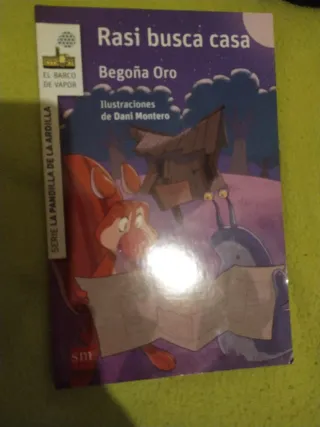 Rasi busca casa
Begoña Oro
Ilustraciones
de Dani Montero
EL BARCO
DE VAPOR
SERIE LA PANDILLA DE LA ARDILLA